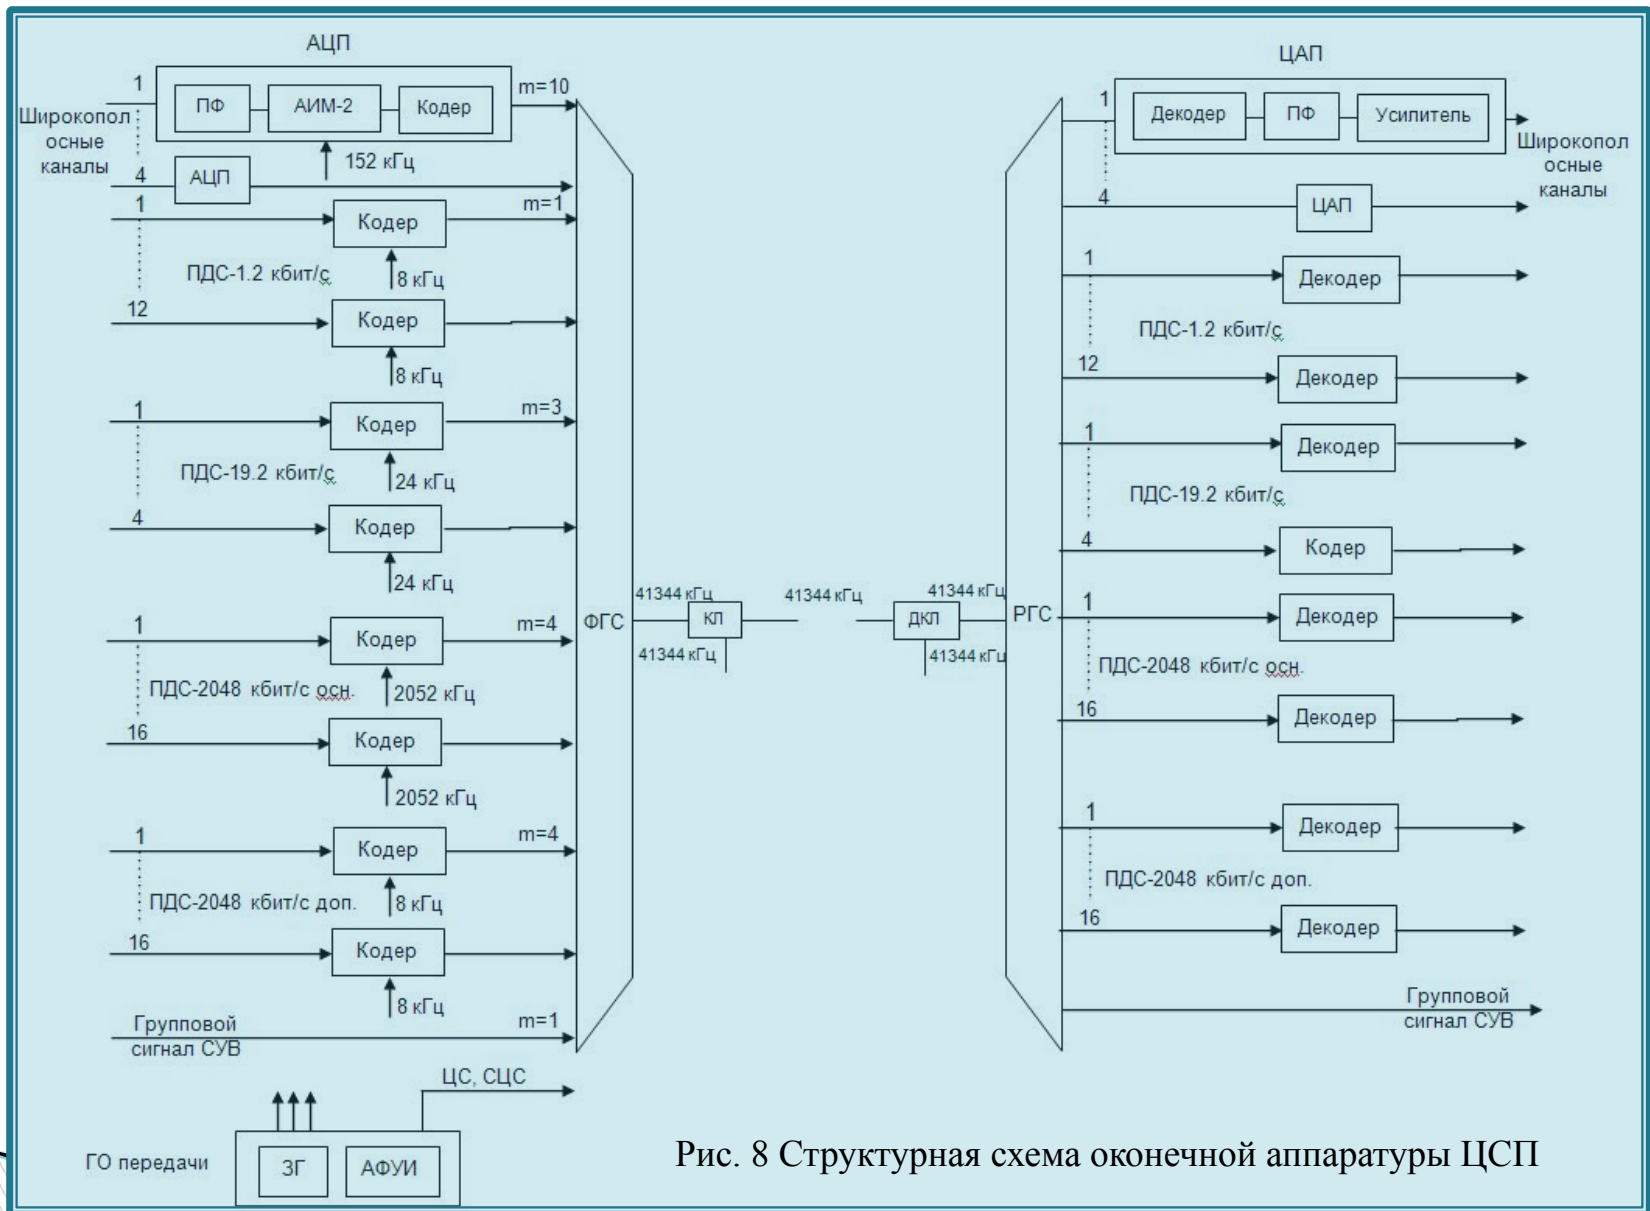 АЦП
1
ПФ
АИМ-2
Кодер
m=10
Широкопол
осные
каналы
152 кГц
4
АЦП
1
Кодер
m=1
ПДС-1.2 кбит/с
8 кГц
12
Кодер
8 кГц
1
Кодер
m=3
ПДС-19.2 кбит/с
24 кГц
4
Кодер
24 кГц
1
Кодер
m=4
ПДС-2048 кбит/с осн.
2052 кГц
16
Кодер
2052 кГц
1
Кодер
m=4
ПДС-2048 кбит/с доп.
8 кГц
16
Кодер
8 кГц
Групповой
сигнал СУВ
m=1
ЦС, СЦС
ГО передачи
ЗГ
АФУИ
ФГС
41344 кГц
КЛ
41344 кГц
41344 кГц
41344 кГц
ДКЛ
41344 кГц
РГС
ЦАП
1
Декодер
ПФ
Усилитель
Широкопол
осные
каналы
4
ЦАП
1
Декодер
ПДС-1.2 кбит/с
12
Декодер
1
Декодер
ПДС-19.2 кбит/с
4
Кодер
1
Декодер
ПДС-2048 кбит/с осн.
16
Декодер
1
Декодер
ПДС-2048 кбит/с доп.
16
Декодер
Групповой
сигнал СУВ
Рис. 8 Структурная схема оконечной аппаратуры ЦСП